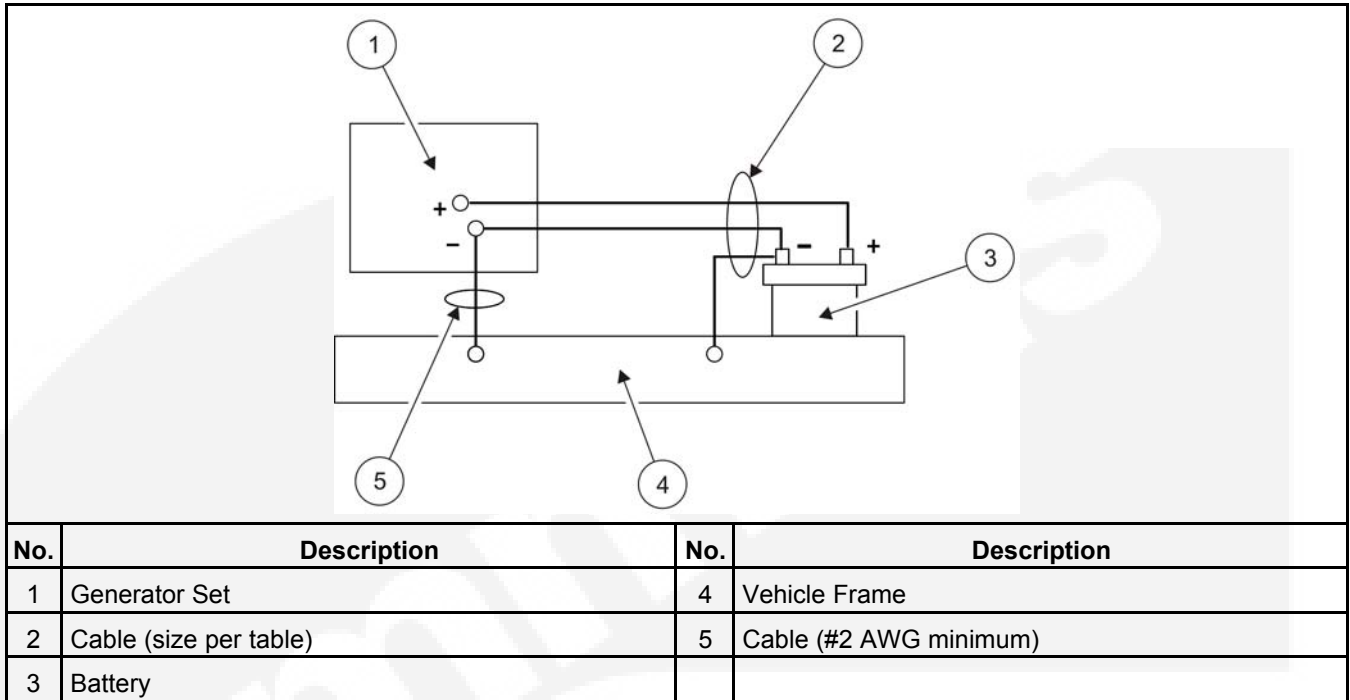 1
2
+
−
− +
3
5
4
No. Description No. Description
1 Generator Set 4 Vehicle Frame
2 Cable (size per table) 5 Cable (#2 AWG minimum)
3 Battery